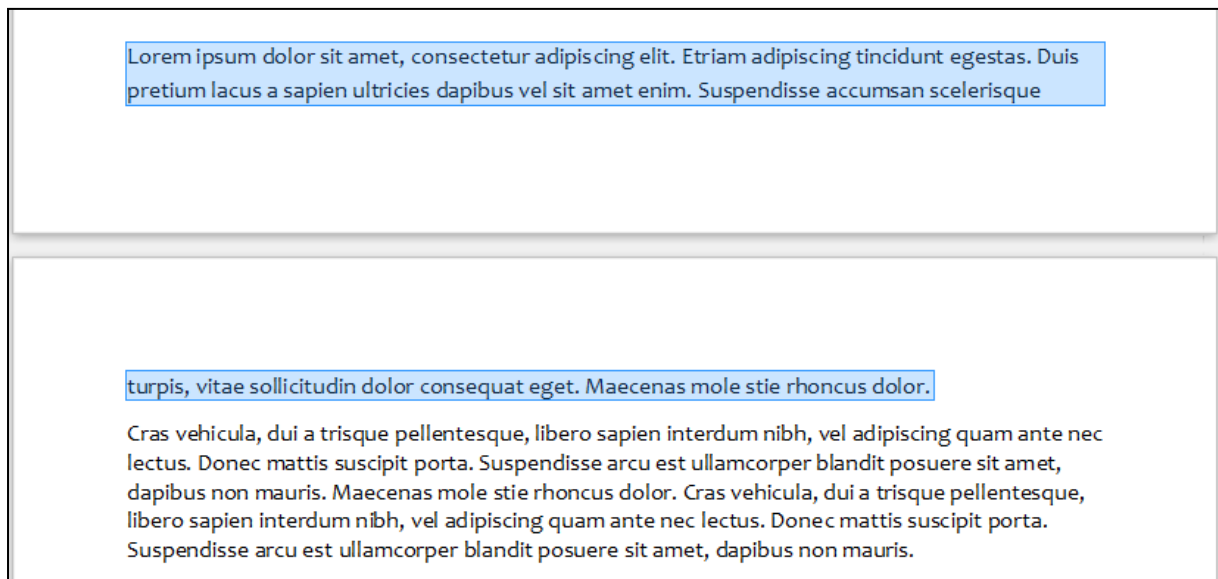 Lorem ipsum dolor sit amet, consectetur adipiscing elit. Etriam adipiscing tincidunt egestas. Duis
pretium lacus a sapien ultricies dapibus vel sit amet enim. Suspendisse accumsan scelerisque
turpis, vitae sollicitudin dolor consequat eget. Maecenas mole stie rhoncus dolor.
Cras vehicula, dui a trisque pellentesque, libero sapien interdum nibh, vel adipiscing quam ante nec
lectus. Donec mattis suscipit porta. Suspendisse arcu est ullamcorper blandit posuere sit amet,
dapibus non mauris. Maecenas mole stie rhoncus dolor. Cras vehicula, dui a trisque pellentesque,
libero sapien interdum nibh, vel adipiscing quam ante nec lectus. Donec mattis suscipit porta.
Suspendisse arcu est ullamcorper blandit posuere sit amet, dapibus non mauris.